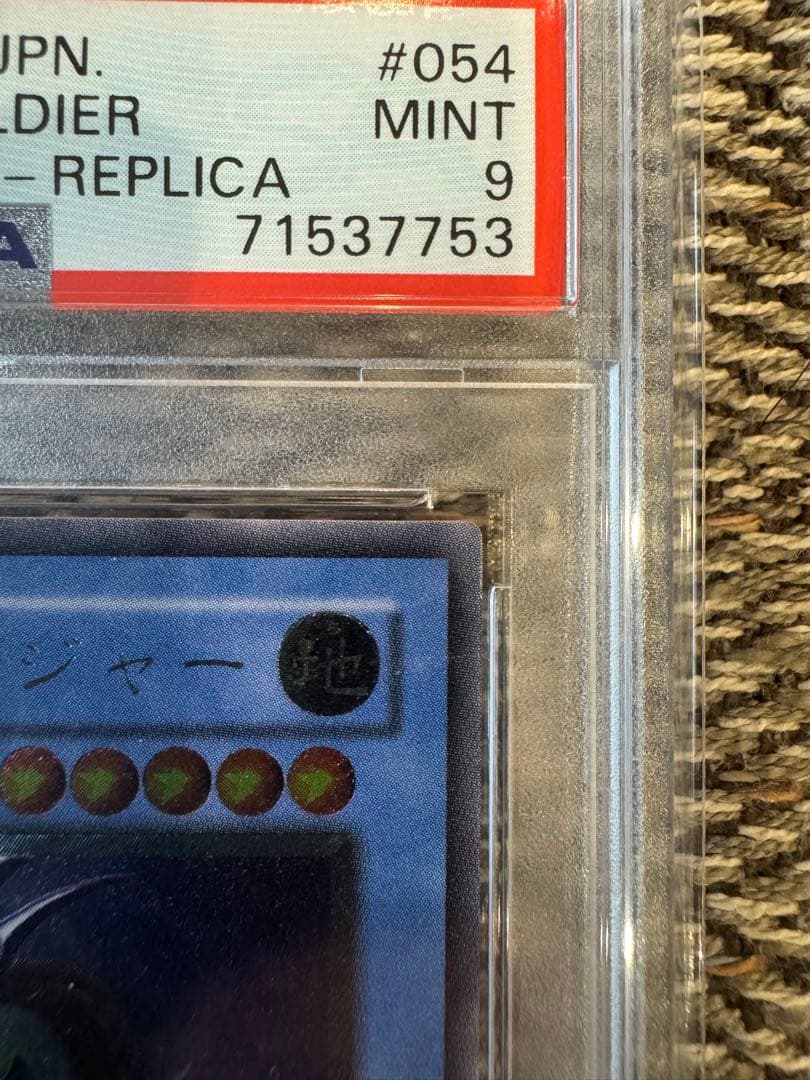 JPN. #054
LDIER MINT
-REPLICA 9
A 71537753
ジャー 地